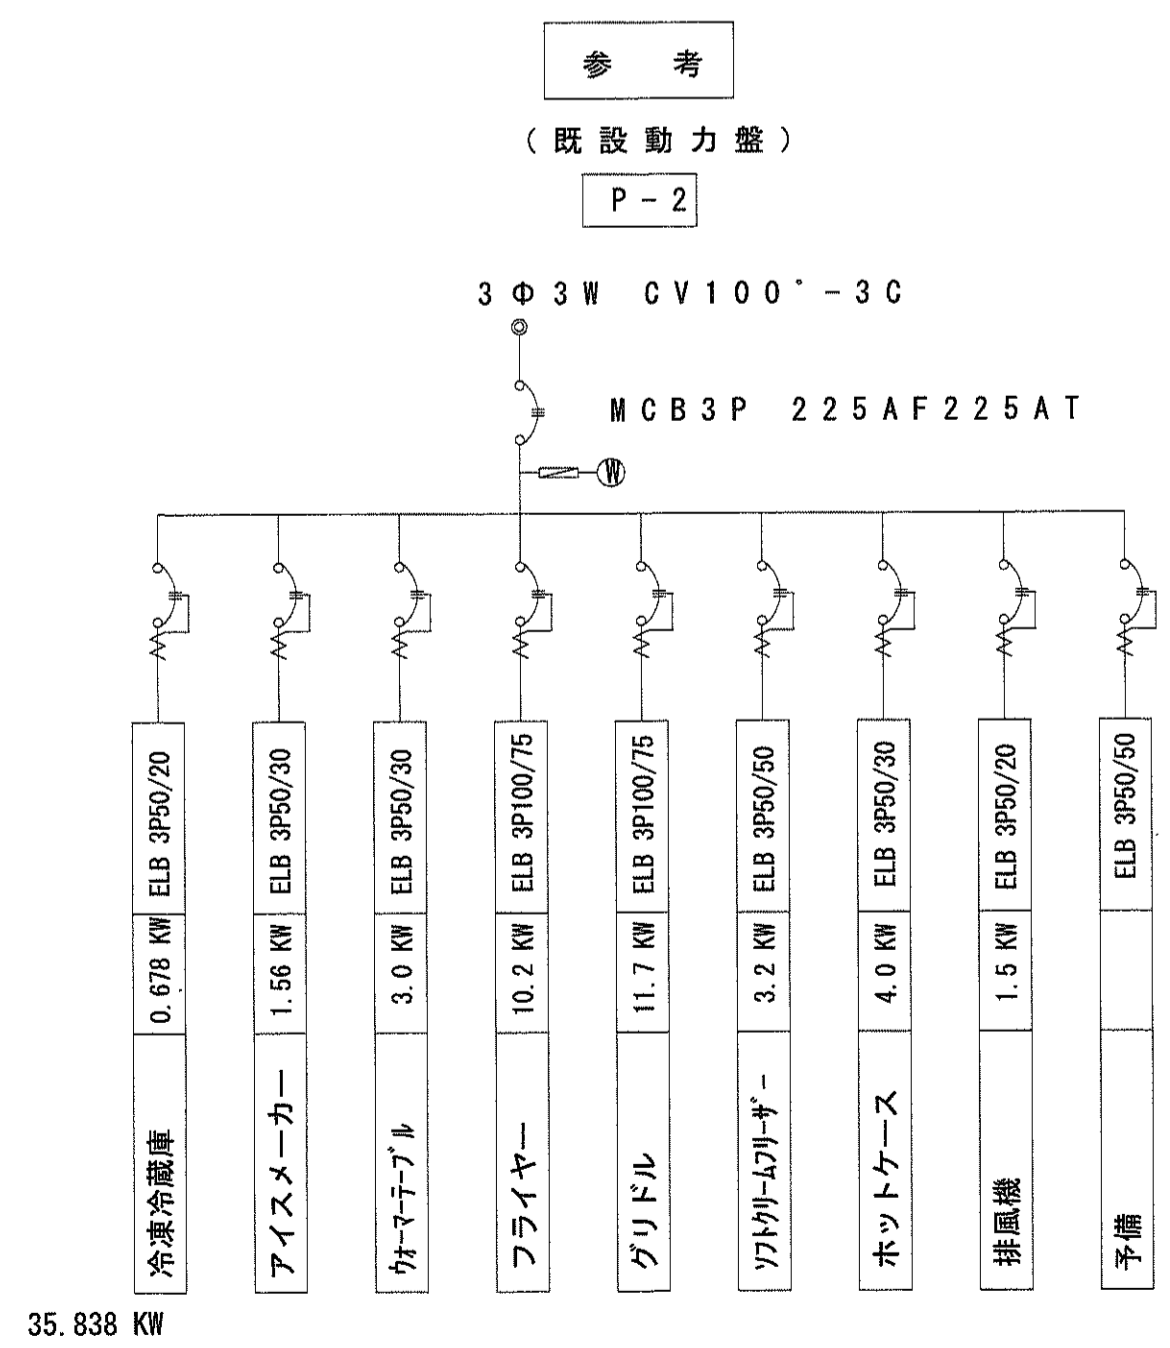 参 考
(既設動力盤)
P-2
3Φ3W CV100°-3C
MCB3P 225AF225AT
W
ELB 3P50/20
0.678 KW
冷凍冷蔵庫
ELB 3P50/30
1.56 KW
アイスメーカー
ELB 3P50/30
3.0 KW
ウォーマーテーブル
ELB 3P100/75
10.2 KW
フライヤー
ELB 3P100/75
11.7 KW
グリドル
ELB 3P50/50
3.2 KW
ソフトクリームフリーザー
ELB 3P50/30
4.0 KW
ホットケース
ELB 3P50/20
1.5 KW
排風機
ELB 3P50/50
予備
35.838 KW